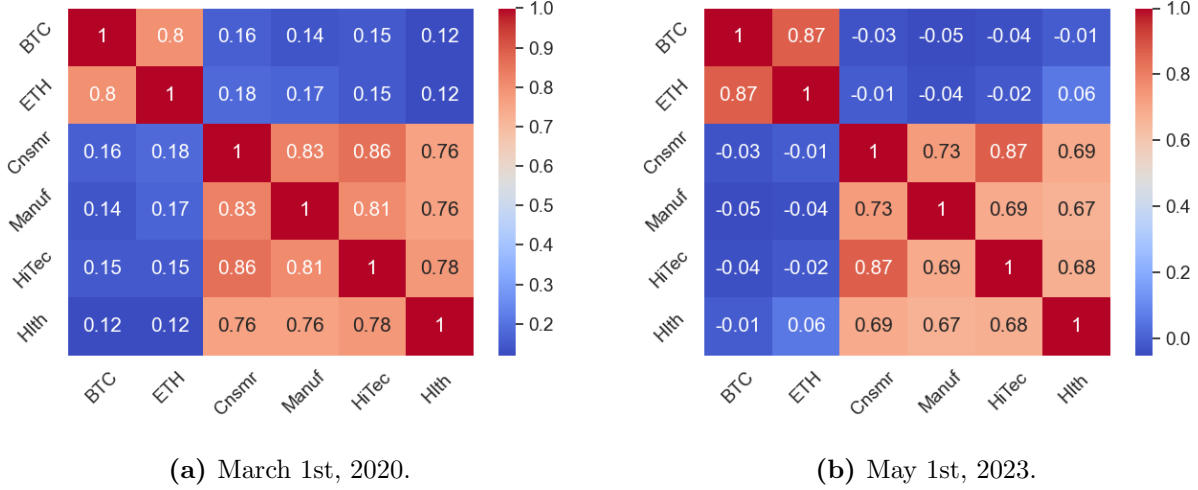 BTC 1 0.8 0.16 0.14 0.15 0.12
ETH 0.8 1 0.18 0.17 0.15 0.12
Cnsmr 0.16 0.18 1 0.83 0.86 0.76
Manuf 0.14 0.17 0.83 1 0.81 0.76
HiTec 0.15 0.15 0.86 0.81 1 0.78
Hlth 0.12 0.12 0.76 0.76 0.78 1
BTC ETH Cnsmr Manuf HiTec Hlth
1.0
0.9
0.8
0.7
0.6
0.5
0.4
0.3
0.2
(a) March 1st, 2020.
BTC 1 0.87 -0.03 -0.05 -0.04 -0.01
ETH 0.87 1 -0.01 -0.04 -0.02 0.06
Cnsmr -0.03 -0.01 1 0.73 0.87 0.69
Manuf -0.05 -0.04 0.73 1 0.69 0.67
HiTec -0.04 -0.02 0.87 0.69 1 0.68
Hlth -0.01 0.06 0.69 0.67 0.68 1
BTC ETH Cnsmr Manuf HiTec Hlth
1.0
0.8
0.6
0.4
0.2
0.0
(b) May 1st, 2023.